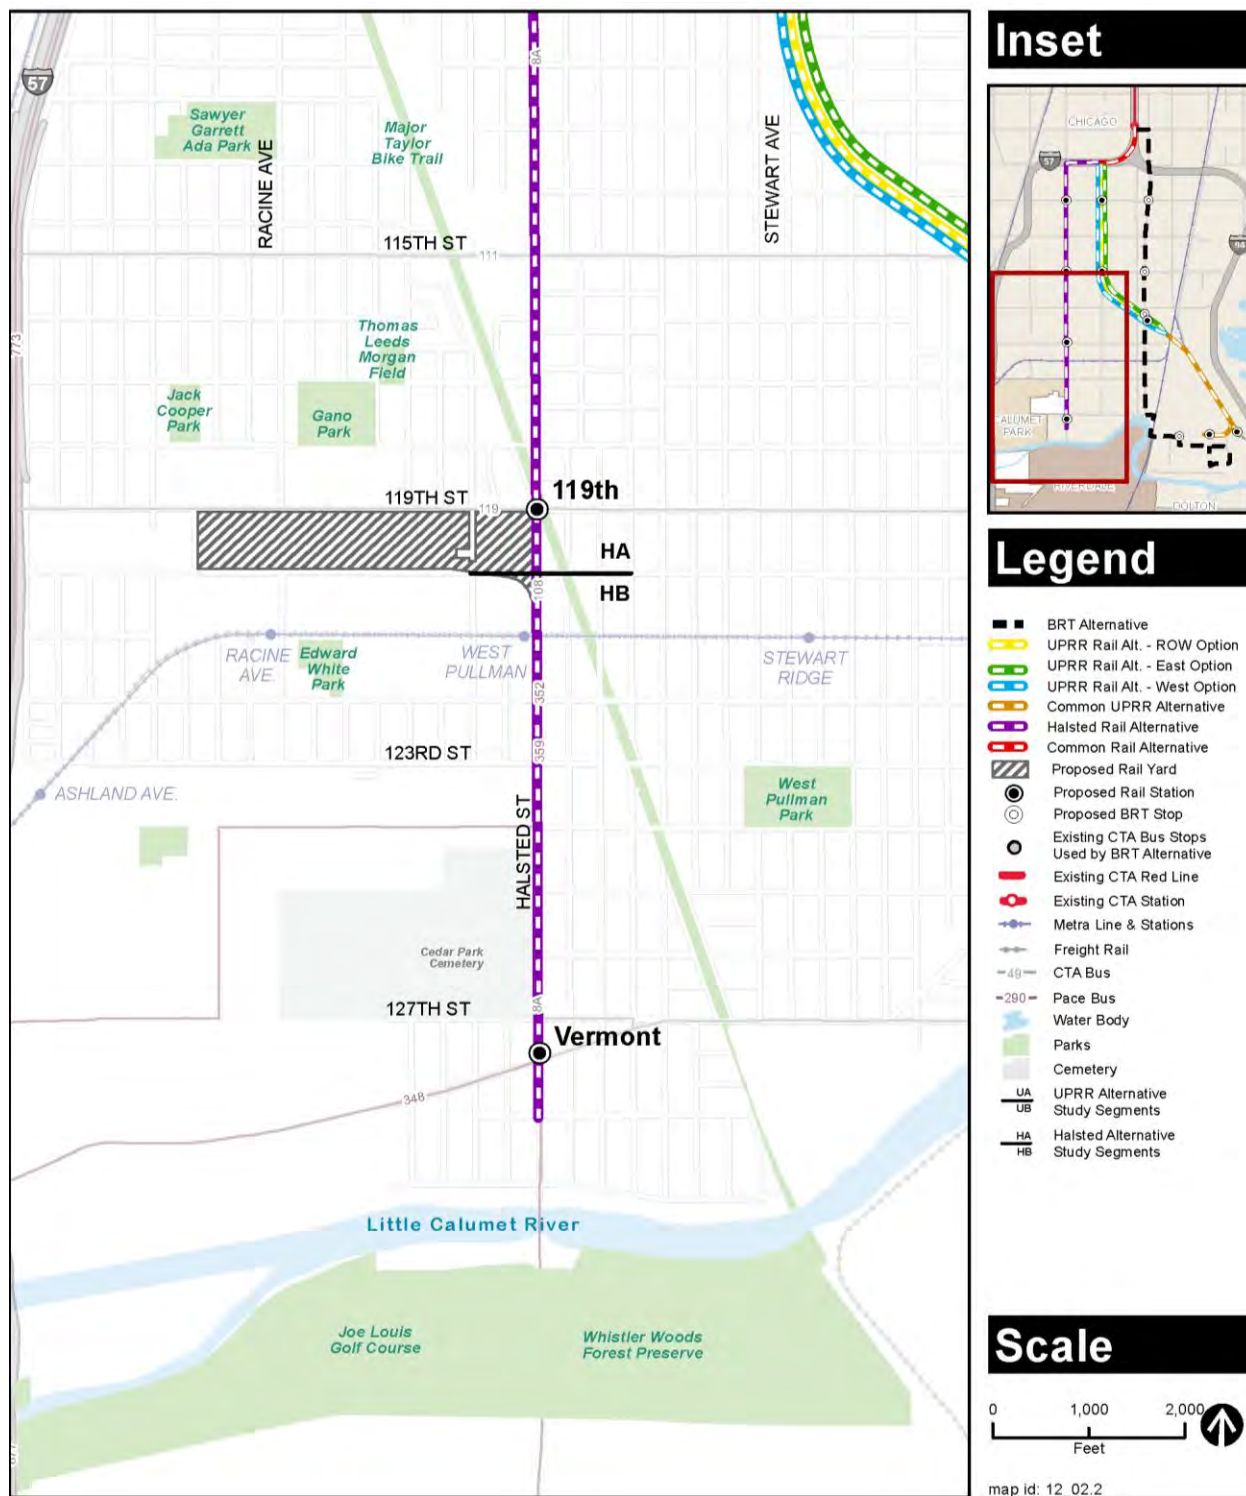 57
8A
Sawyer
Garrett
Ada Park
RACINE AVE
Major
Taylor
Bike Trail
STEWART AVE
115TH ST
111
773
Thomas
Leeds
Morgan
Field
Jack
Cooper
Park
Gano
Park
119TH ST
119
119th
HA
HB
108
RACINE
AVE.
Edward
White
Park
WEST
PULLMAN
STEWART
RIDGE
352
359
123RD ST
ASHLAND AVE.
West
Pullman
Park
HALSTED ST
Cedar Park
Cemetery
127TH ST
8A
Vermont
348
Little Calumet River
Joe Louis
Golf Course
Whistler Woods
Forest Preserve
Inset
CHICAGO
57
94
CALUMET
PARK
RIVERDALE
DOLTON
Legend
BRT Alternative
UPRR Rail Alt. - ROW Option
UPRR Rail Alt. - East Option
UPRR Rail Alt. - West Option
Common UPRR Alternative
Halsted Rail Alternative
Common Rail Alternative
Proposed Rail Yard
Proposed Rail Station
Proposed BRT Stop
Existing CTA Bus Stops
Used by BRT Alternative
Existing CTA Red Line
Existing CTA Station
Metra Line & Stations
Freight Rail
49 CTA Bus
290 Pace Bus
Water Body
Parks
Cemetery
UA UPRR Alternative
UB Study Segments
HA Halsted Alternative
HB Study Segments
Scale
0 1,000 2,000
Feet
map id: 12_02.2